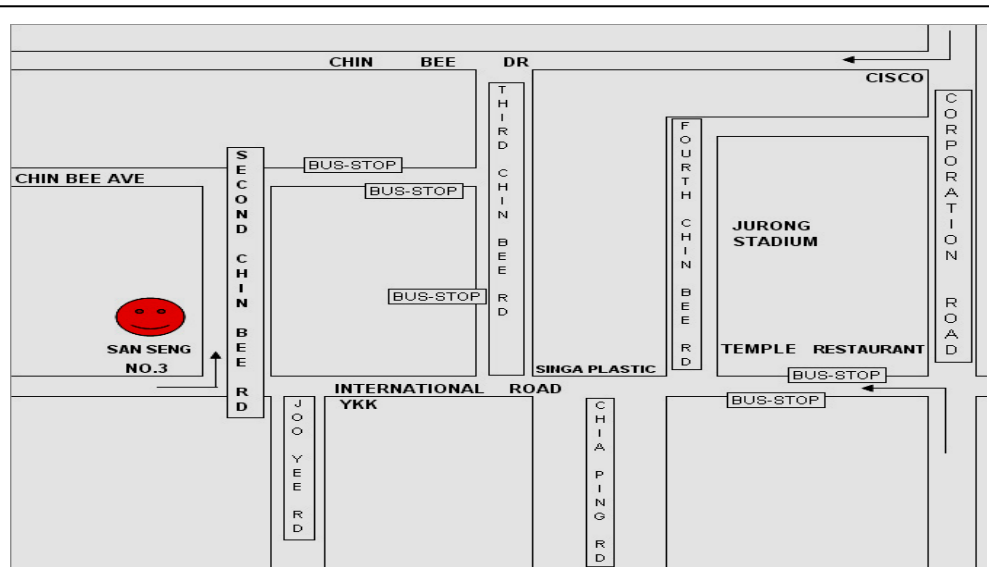 CHIN BEE DR
CISCO
THIRD CHIN BEE RD
CORPORATION ROAD
FOURTH CHIN BEE RD
SECOND CHIN BEE RD
BUS-STOP
CHIN BEE AVE
BUS-STOP
JURONG
STADIUM
BUS-STOP
SAN SENG
NO.3
TEMPLE RESTAURANT
SINGA PLASTIC
BUS-STOP
INTERNATIONAL ROAD
YKK
BUS-STOP
JOO YEE RD
CHIA PING RD